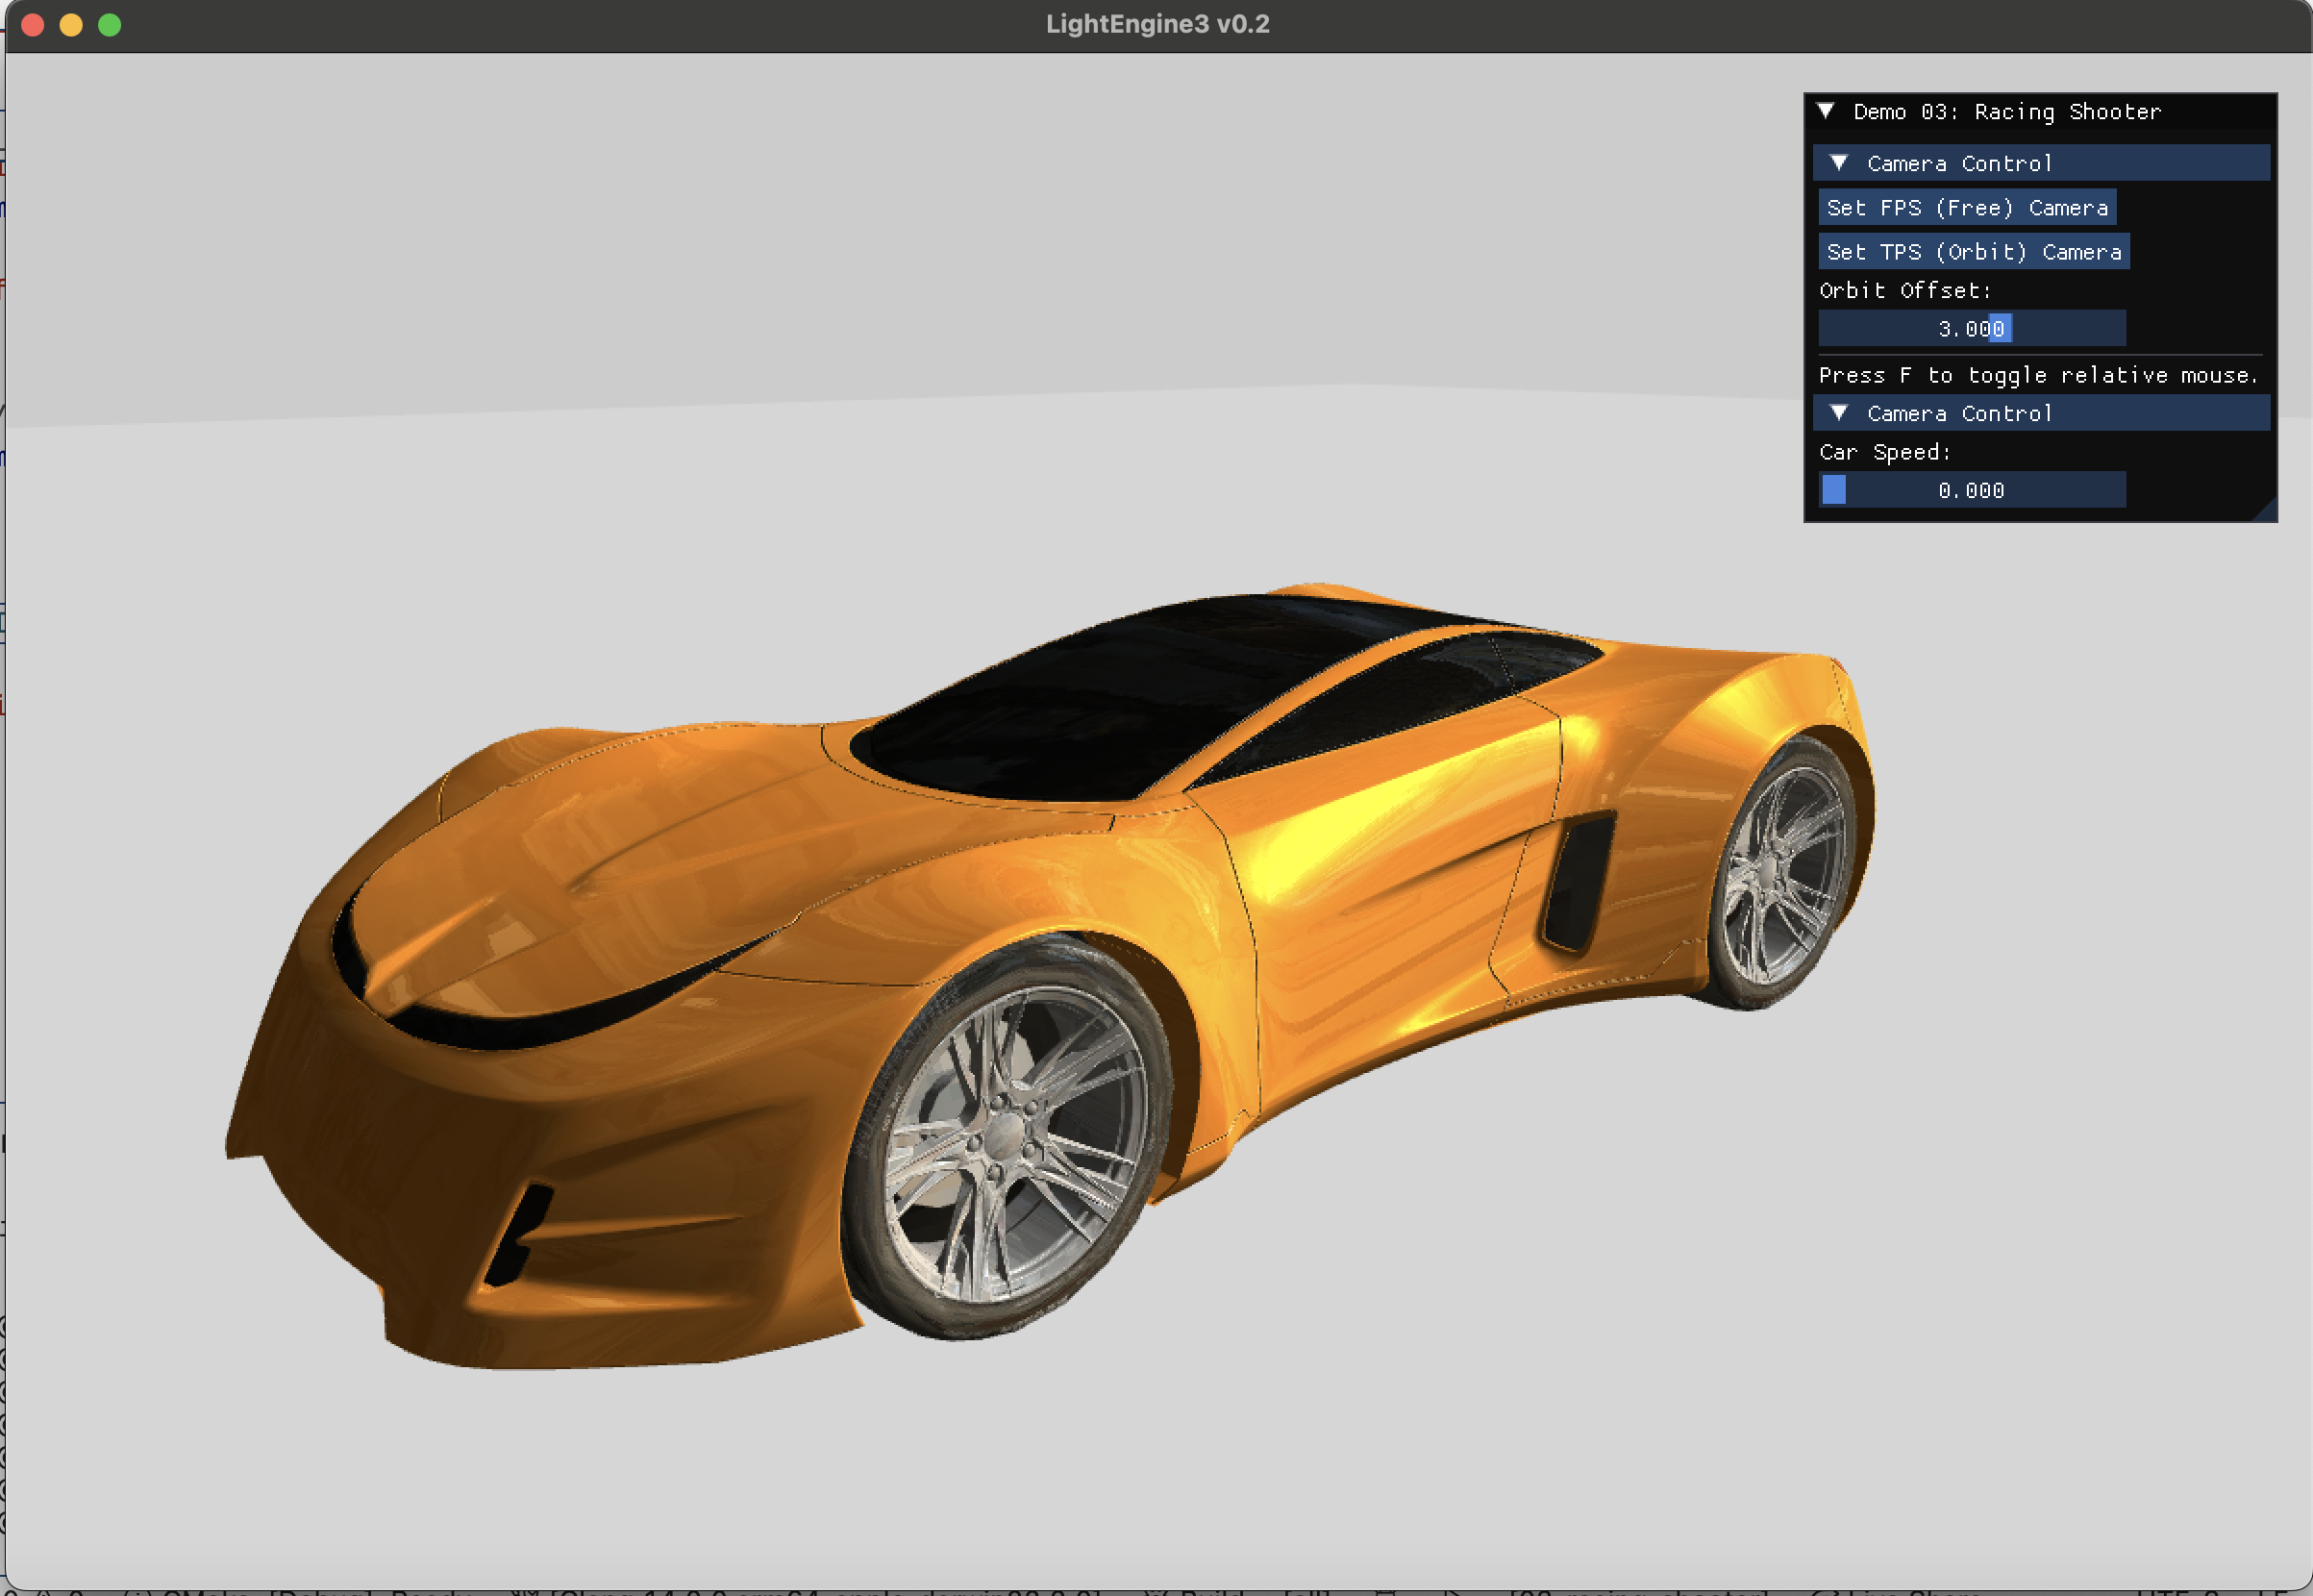 LightEngine3 v0.2
Demo 03: Racing Shooter
Camera Control
Set FPS (Free) Camera
Set TPS (Orbit) Camera
Orbit Offset:
3.000
Press F to toggle relative mouse.
Camera Control
Car Speed:
0.000